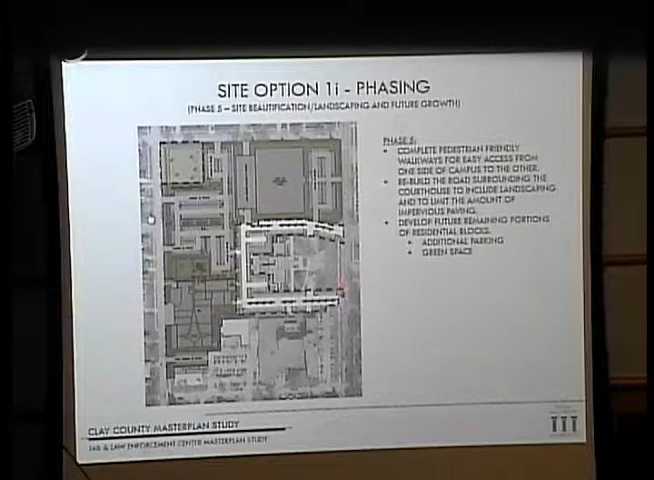 SITE OPTION 1i - PHASING
(PHASE 5 – SITE BEAUTIFICATION/LANDSCAPING AND FUTURE GROWTH)
PHASE 5:
• COMPLETE PEDESTRIAN FRIENDLY
WALKWAYS FOR EASY ACCESS FROM
ONE SIDE OF CAMPUS TO THE OTHER.
• RE-BUILD THE ROAD SURROUNDING THE
COURTHOUSE TO INCLUDE LANDSCAPING
AND TO LIMIT THE AMOUNT OF
IMPERVIOUS PAVING.
• DEVELOP FUTURE REMAINING PORTIONS
OF RESIDENTIAL BLOCKS.
• ADDITIONAL PARKING
• GREEN SPACE
CLAY COUNTY MASTERPLAN STUDY
JAIL & LAW ENFORCEMENT CENTER MASTERPLAN STUDY